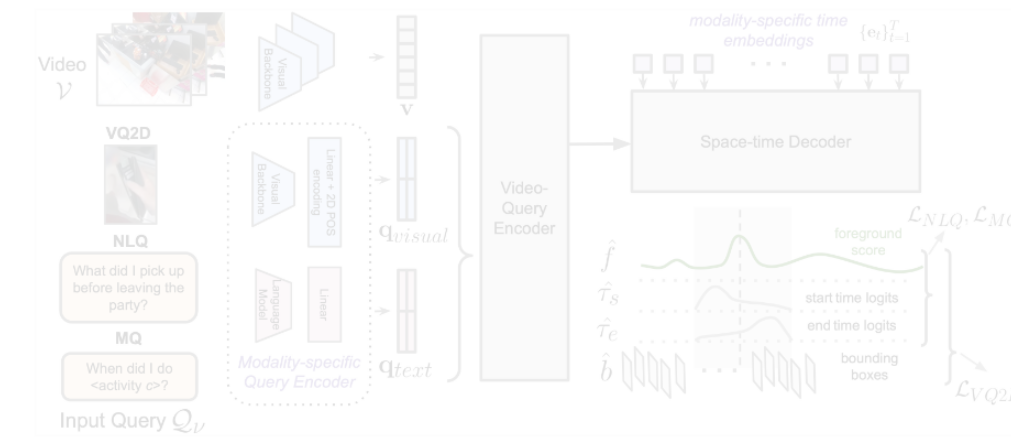 Video
𝒱
Visual
Backbone
v
VQ2D
Visual
Backbone
Linear + 2D POS
encoding
q_visual
NLQ
What did I pick up
before leaving the
party?
MQ
When did I do
<activity c>?
Input Query 𝒬_ν
Language
Model
Linear
q_text
Modality-specific
Query Encoder
Video-
Query
Encoder
modality-specific time
embeddings
{e_t}_{t=1}^T
Space-time Decoder
f̂
foreground
score
τ̂_s
start time logits
τ̂_e
end time logits
b̂
bounding
boxes
ℒ_NLQ, ℒ_MQ
ℒ_VQ2D